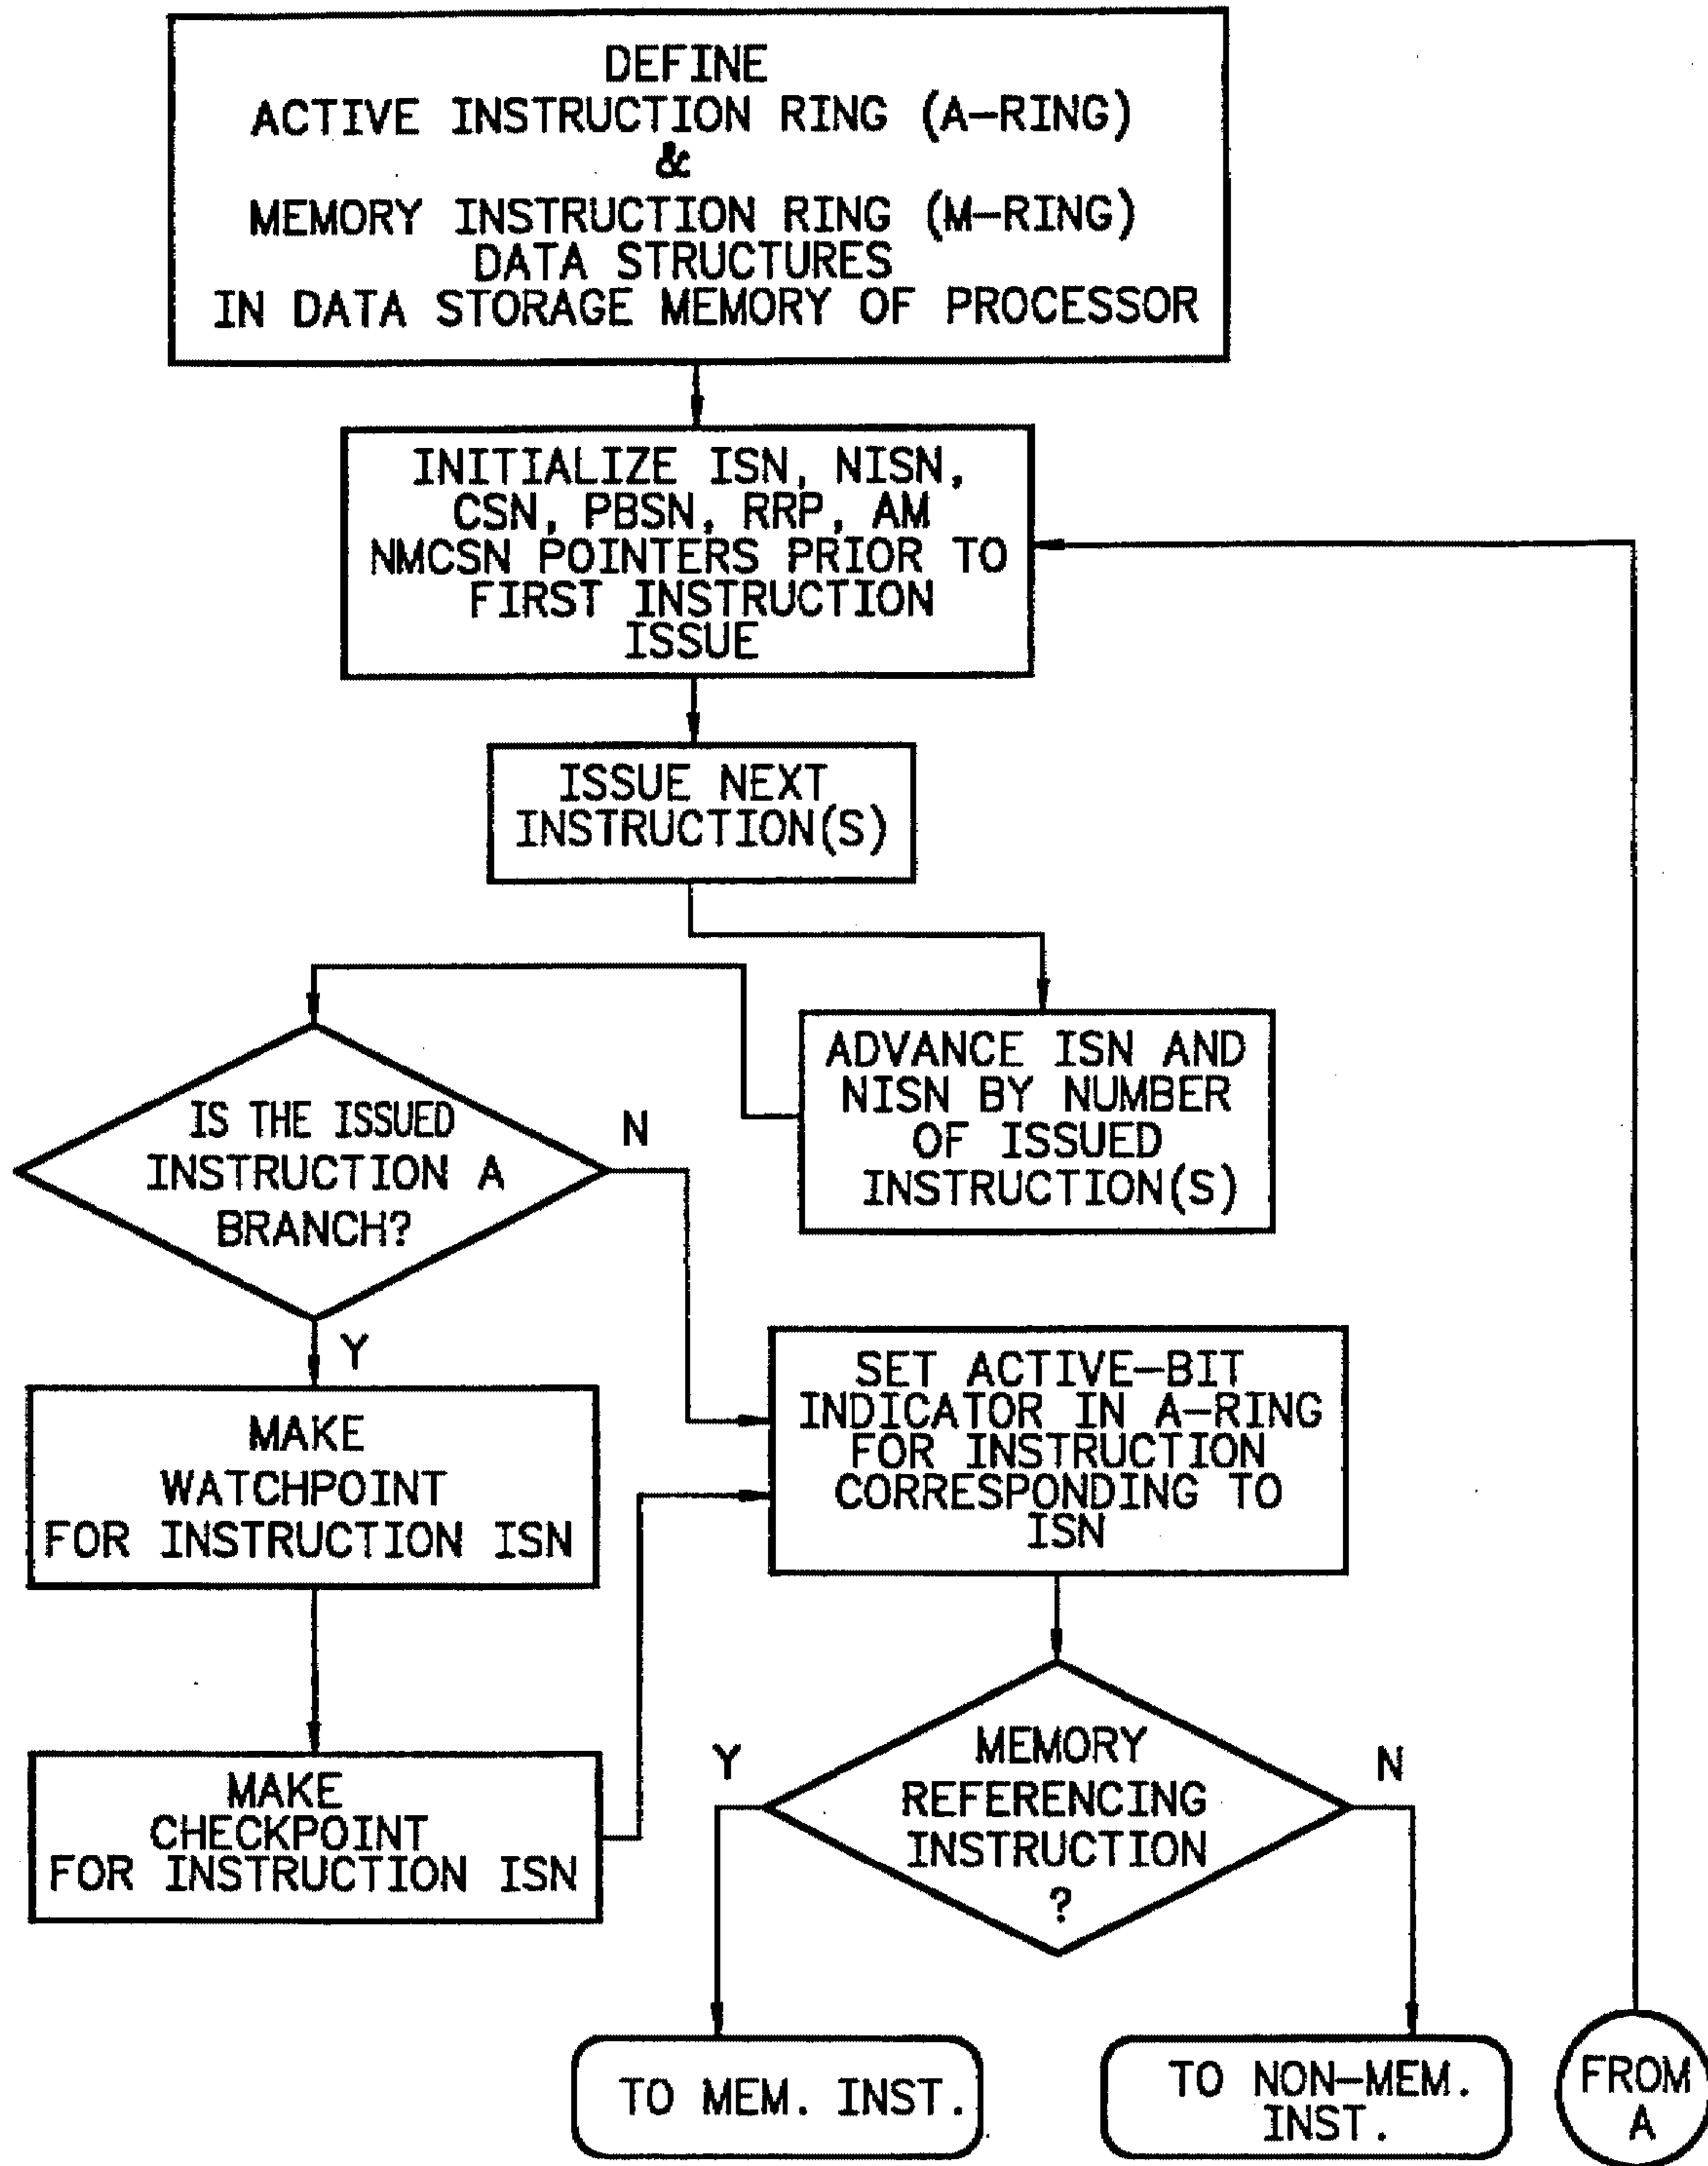 DEFINE
ACTIVE INSTRUCTION RING (A-RING)
&
MEMORY INSTRUCTION RING (M-RING)
DATA STRUCTURES
IN DATA STORAGE MEMORY OF PROCESSOR
INITIALIZE ISN, NISN,
CSN, PBSN, RRP, AM
NMCSN POINTERS PRIOR TO
FIRST INSTRUCTION
ISSUE
ISSUE NEXT
INSTRUCTION(S)
ADVANCE ISN AND
NISN BY NUMBER
OF ISSUED
INSTRUCTION(S)
IS THE ISSUED
INSTRUCTION A
BRANCH?
N
Y
MAKE
WATCHPOINT
FOR INSTRUCTION ISN
SET ACTIVE-BIT
INDICATOR IN A-RING
FOR INSTRUCTION
CORRESPONDING TO
ISN
MAKE
CHECKPOINT
FOR INSTRUCTION ISN
MEMORY
REFERENCING
INSTRUCTION
?
Y
N
TO MEM. INST.
TO NON-MEM.
INST.
FROM
A